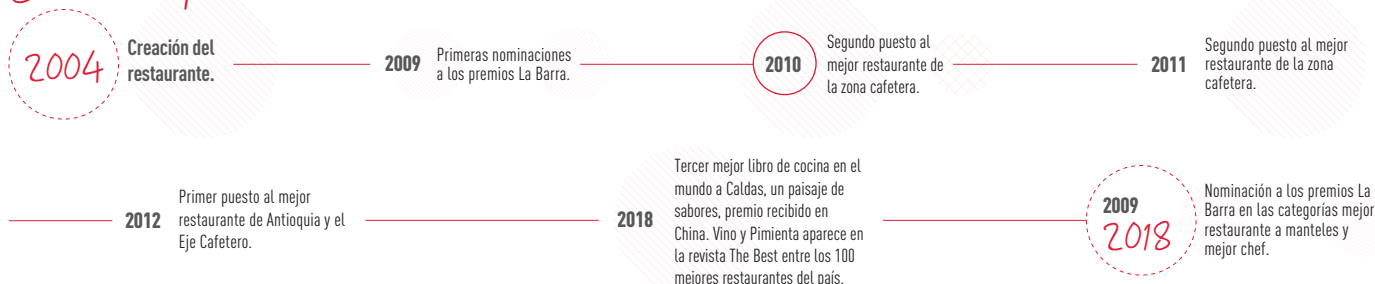 2004
Creación del
restaurante.
2009
Primeras nominaciones
a los premios La Barra.
2010
Segundo puesto al
mejor restaurante de
la zona cafetera.
2011
Segundo puesto al mejor
restaurante de la zona
cafetera.
2012
Primer puesto al mejor
restaurante de Antioquia y el
Eje Cafetero.
2018
Tercer mejor libro de cocina en el
mundo a Caldas, un paisaje de
sabores, premio recibido en
China. Vino y Pimienta aparece en
la revista The Best entre los 100
mejores restaurantes del país.
2009
2018
Nominación a los premios La
Barra en las categorías mejor
restaurante a manteles y
mejor chef.